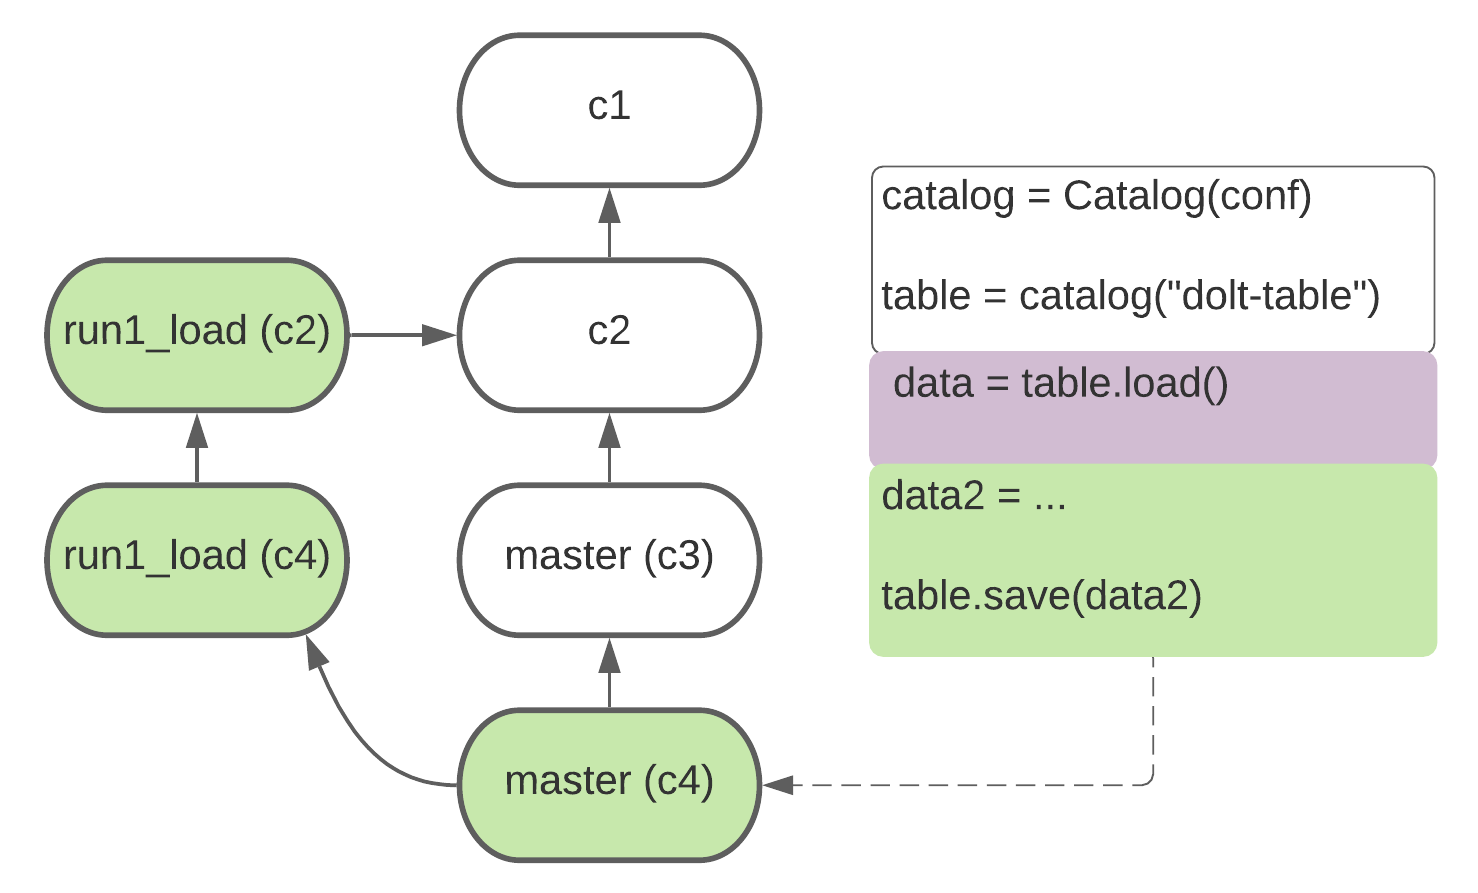 c1
run1_load (c2)
c2
run1_load (c4)
master (c3)
master (c4)
catalog = Catalog(conf)
table = catalog("dolt-table")
data = table.load()
data2 = ...
table.save(data2)